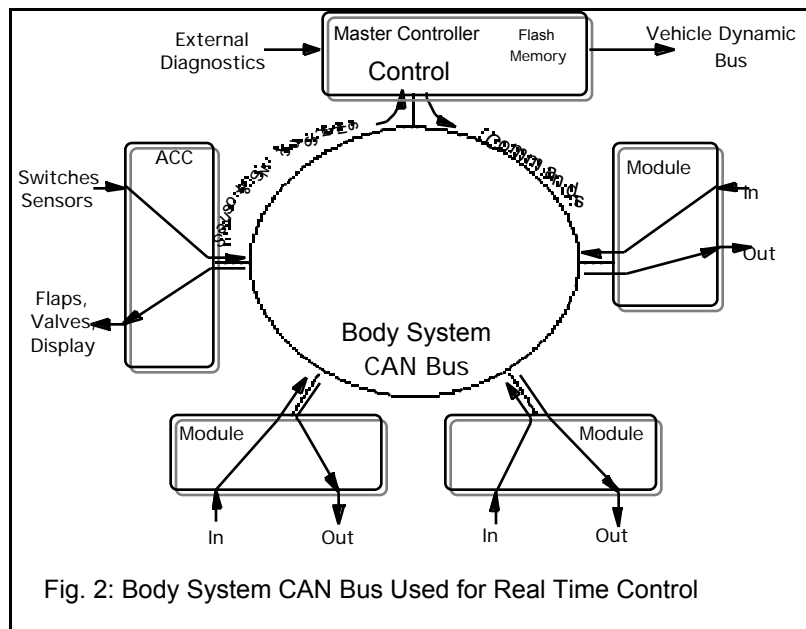 External
Diagnostics
Master Controller
Flash
Memory
Control
Vehicle Dynamic
Bus
ACC
Switches
Sensors
Flaps,
Valves,
Display
Commands
Module
In
Out
Body System
CAN Bus
Module
In
Out
Module
In
Out
Fig. 2: Body System CAN Bus Used for Real Time Control